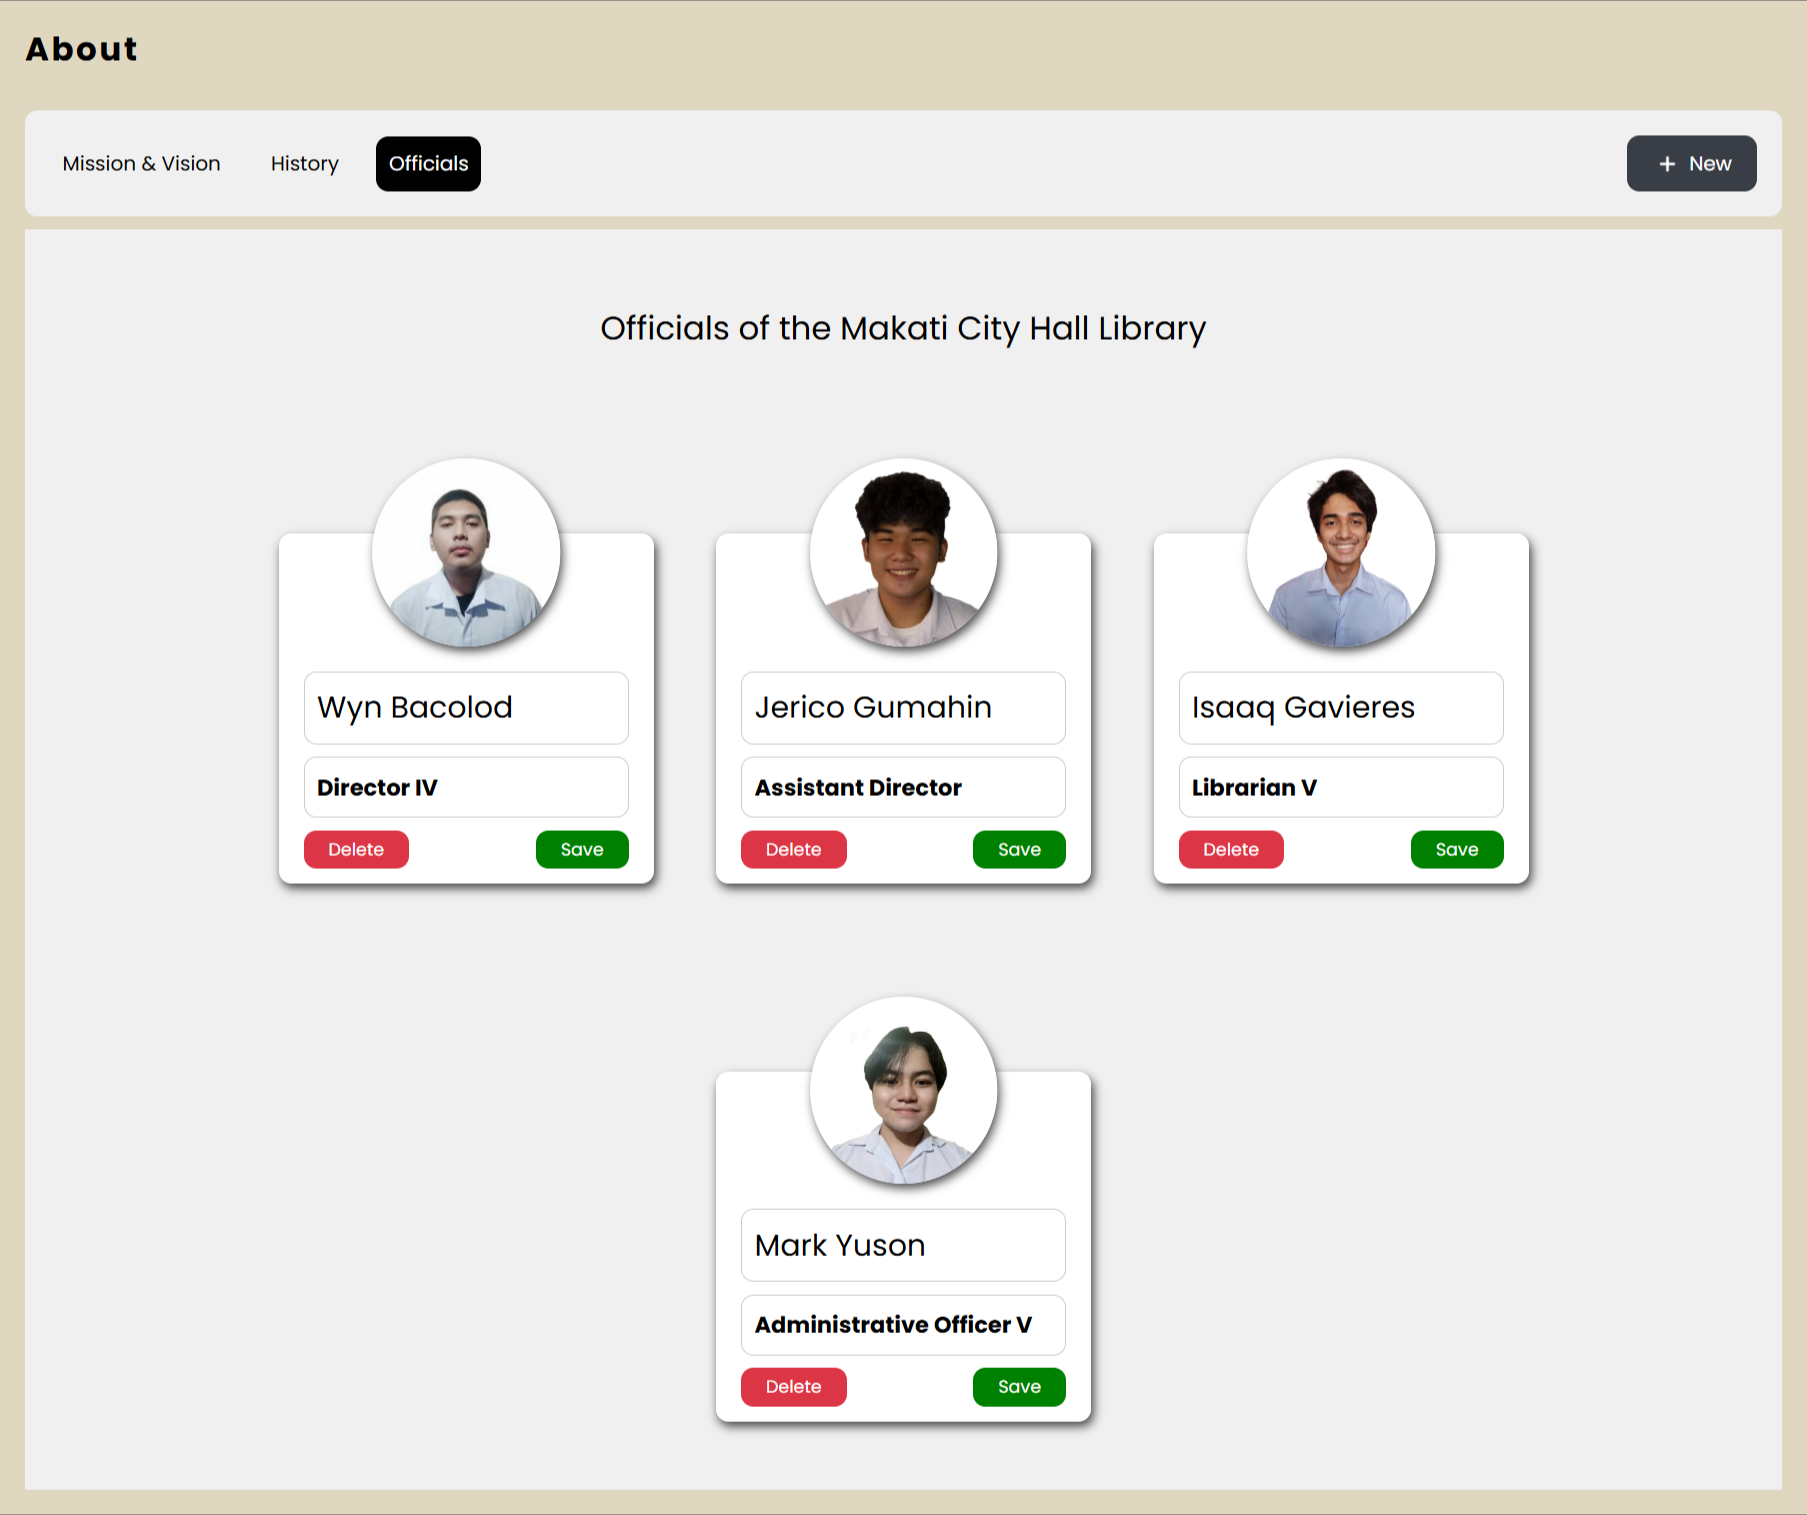 About
Mission & Vision
History
Officials
+ New
Officials of the Makati City Hall Library
Wyn Bacolod
Director IV
Delete
Save
Jerico Gumahin
Assistant Director
Delete
Save
Isaaq Gavieres
Librarian V
Delete
Save
Mark Yuson
Administrative Officer V
Delete
Save